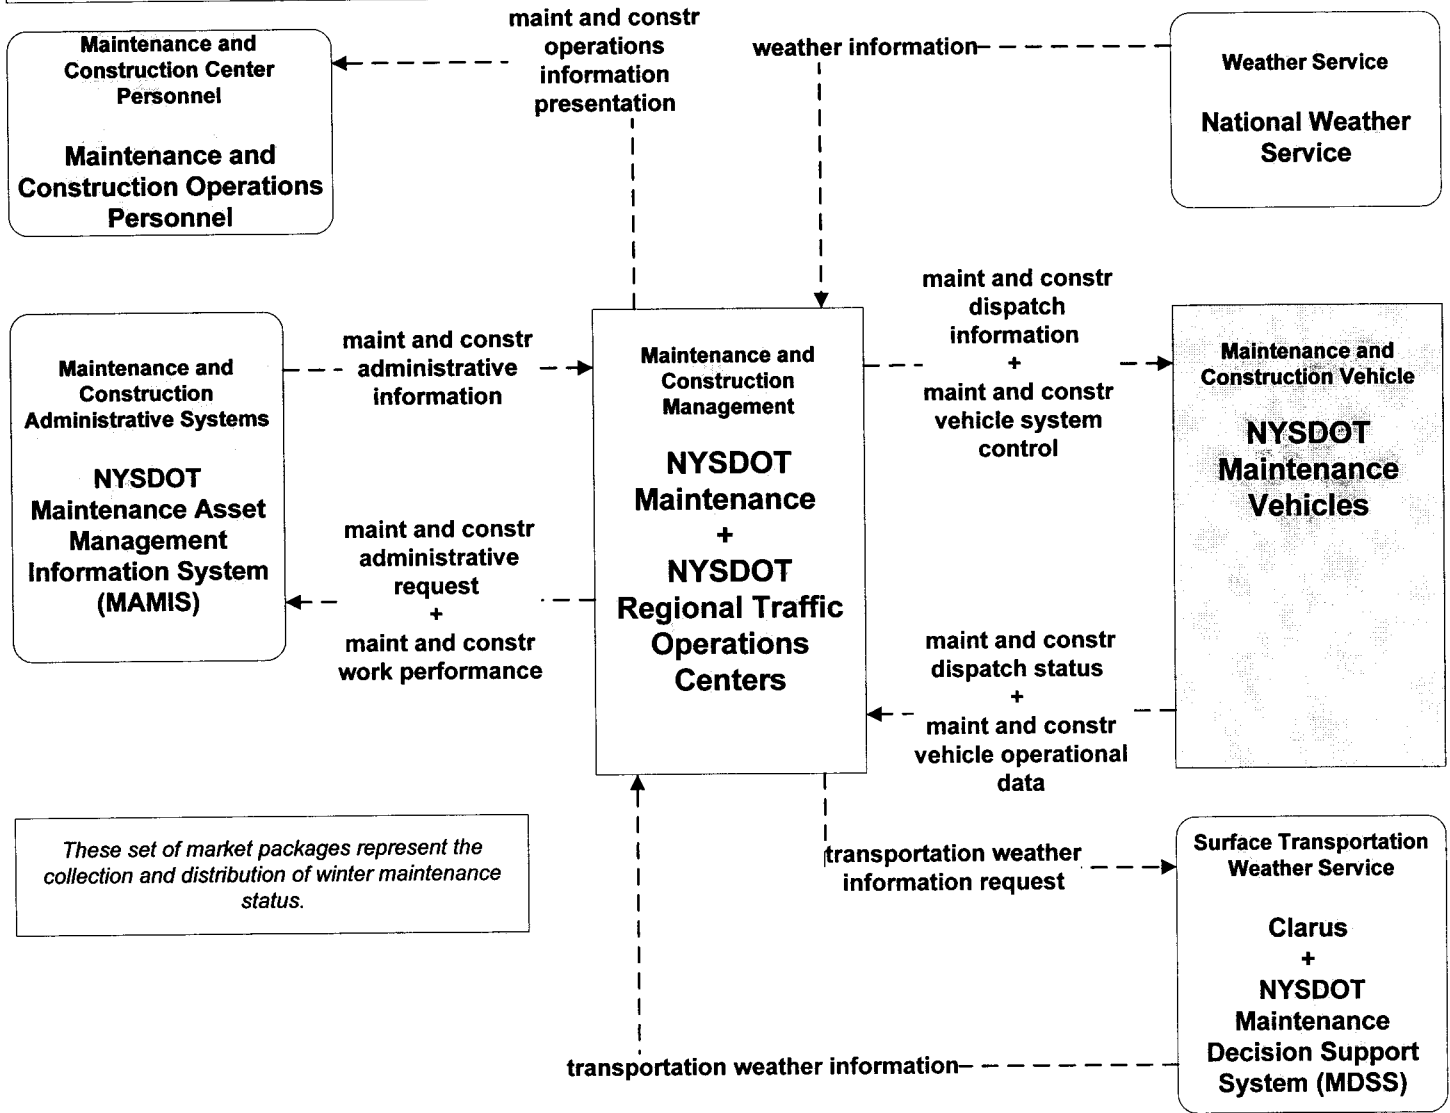 Maintenance and
Construction Center
Personnel
Maintenance and
Construction Operations
Personnel
maint and constr
operations
information
presentation
weather information
Weather Service
National Weather
Service
Maintenance and
Construction
Administrative Systems
NYSDOT
Maintenance Asset
Management
Information System
(MAMIS)
maint and constr
administrative
information
maint and constr
administrative
request
+
maint and constr
work performance
Maintenance and
Construction
Management
NYSDOT
Maintenance
+
NYSDOT
Regional Traffic
Operations
Centers
maint and constr
dispatch
information
+
maint and constr
vehicle system
control
maint and constr
dispatch status
+
maint and constr
vehicle operational
data
Maintenance and
Construction Vehicle
NYSDOT
Maintenance
Vehicles
These set of market packages represent the
collection and distribution of winter maintenance
status.
transportation weather
information request
Surface Transportation
Weather Service
Clarus
+
NYSDOT
Maintenance
Decision Support
System (MDSS)
transportation weather information